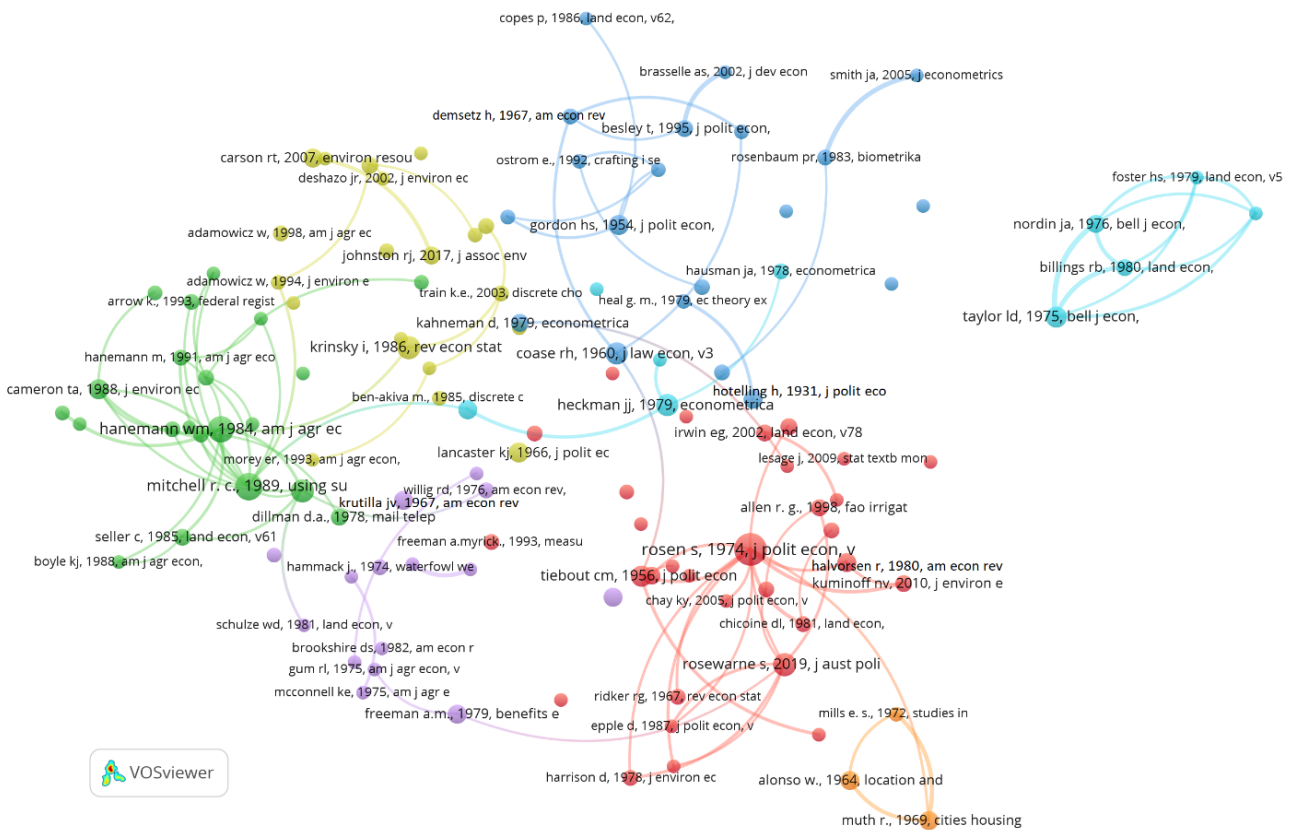 copes p, 1986, land econ, v62,
brasselle as, 2002, j dev econ
smith ja, 2005, j econometrics
demsetz h, 1967, am econ rev
besley t, 1995, j polit econ,
carson rt, 2007, environ resou
ostrom e., 1992, crafting i se
rosenbaum pr, 1983, biometrika
deshazo jr, 2002, j environ ec
foster hs, 1979, land econ, v5
adamowicz w, 1998, am j agr ec
gordon hs, 1954, j polit econ,
nordin ja, 1976, bell j econ,
johnston rj, 2017, j assoc env
hausman ja, 1978, econometrica
billings rb, 1980, land econ,
adamowicz w, 1994, j environ e
train k.e., 2003, discrete cho
heal g. m., 1979, ec theory ex
arrow k., 1993, federal regist
taylor ld, 1975, bell j econ,
kahneman d, 1979, econometrica
krinsky i, 1986, rev econ stat
coase rh, 1960, j law econ, v3
hanemann m, 1991, am j agr eco
cameron ta, 1988, j environ ec
ben-akiva m., 1985, discrete c
hotelling h, 1931, j polit eco
heckman jj, 1979, econometrica
hanemann wm, 1984, am j agr ec
irwin eg, 2002, land econ, v78
lancaster kj, 1966, j polit ec
morey er, 1993, am j agr econ,
lesage j, 2009, stat textb mon
mitchell r. c., 1989, using su
willig rd, 1976, am econ rev,
krutilla jv, 1967, am econ rev
allen r. g., 1998, fao irrigat
dillman d.a., 1978, mail telep
seller c, 1985, land econ, v61
freeman a.myrick., 1993, measu
rosen s, 1974, j polit econ, v
boyle kj, 1988, am j agr econ,
hammack j., 1974, waterfowl we
tiebout cm, 1956, j polit econ
halvorsen r, 1980, am econ rev
kuminoff nv, 2010, j environ e
chay ky, 2005, j polit econ, v
schulze wd, 1981, land econ, v
chicoine dl, 1981, land econ,
brookshire ds, 1982, am econ r
gum rl, 1975, am j agr econ, v
rosewarne s, 2019, j aust poli
mcconnell ke, 1975, am j agr e
ridker rg, 1967, rev econ stat
freeman a.m., 1979, benefits e
mills e. s., 1972, studies in
epple d, 1987, j polit econ, v
harrison d, 1978, j environ ec
alonso w., 1964, location and
muth r., 1969, cities housing
VOSviewer